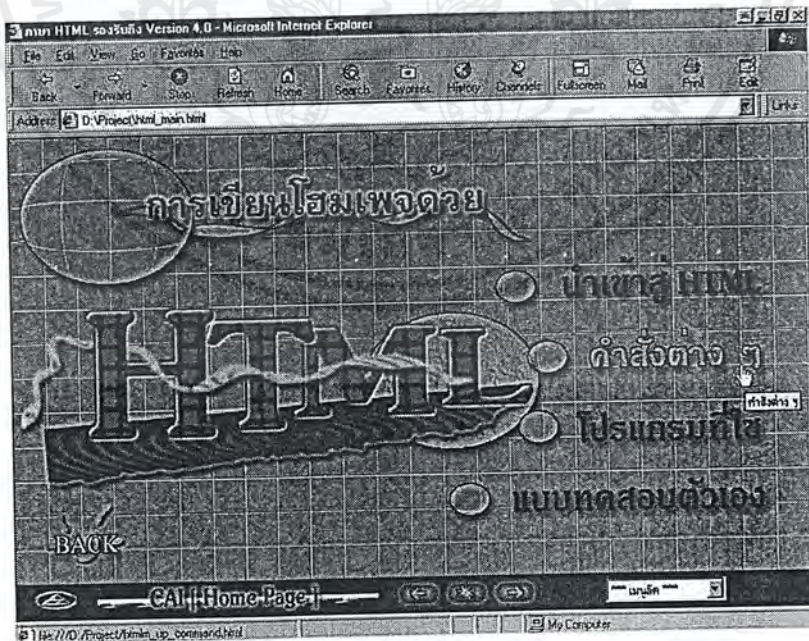 ภาษา HTML รองรับถึง Version 4.0 - Microsoft Internet Explorer
File Edit View Go Favorites Help
Back Forward Stop Refresh Home Search Favorites History Channels Fullscreen Mail Print Edit
Address D:\Project\html_main.html Links
การเขียนโฮมเพจด้วย
HTML
นำเข้าสู่ HTML
คำสั่งต่าง ๆ
คำสั่งต่าง ๆ
โปรแกรมที่ใช้
แบบทดสอบตัวเอง
BACK
CAI [ Home Page ]
*** เมนูลัด ***
My Computer